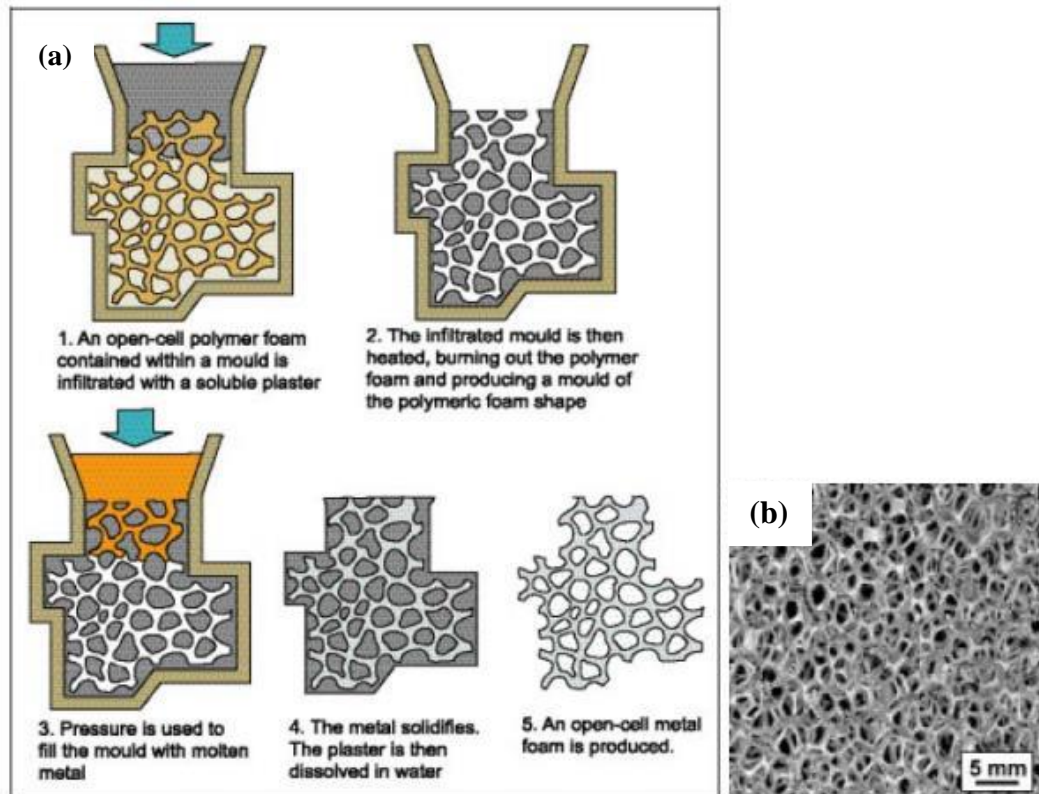 (a)
1. An open-cell polymer foam
contained within a mould is
infiltrated with a soluble plaster
2. The infiltrated mould is then
heated, burning out the polymer
foam and producing a mould of
the polymeric foam shape
3. Pressure is used to
fill the mould with molten
metal
4. The metal solidifies.
The plaster is then
dissolved in water
5. An open-cell metal
foam is produced.
(b)
5 mm